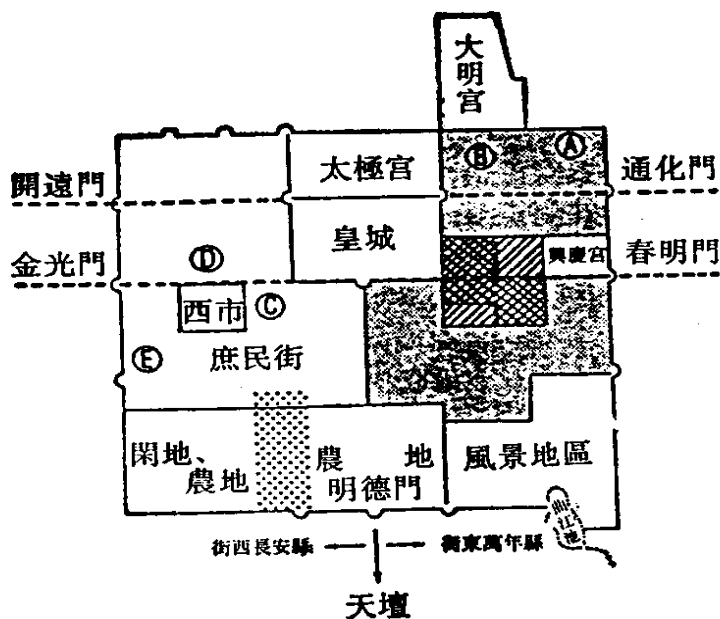 大明宮
Ⓐ
Ⓑ
太極宮
通化門
開遠門
皇城
興慶宮
春明門
金光門
Ⓓ
西市
Ⓒ
Ⓔ
庶民街
閑地、
農地
農地
明德門
風景地區
曲江池
街西長安縣
街東萬年縣
天壇